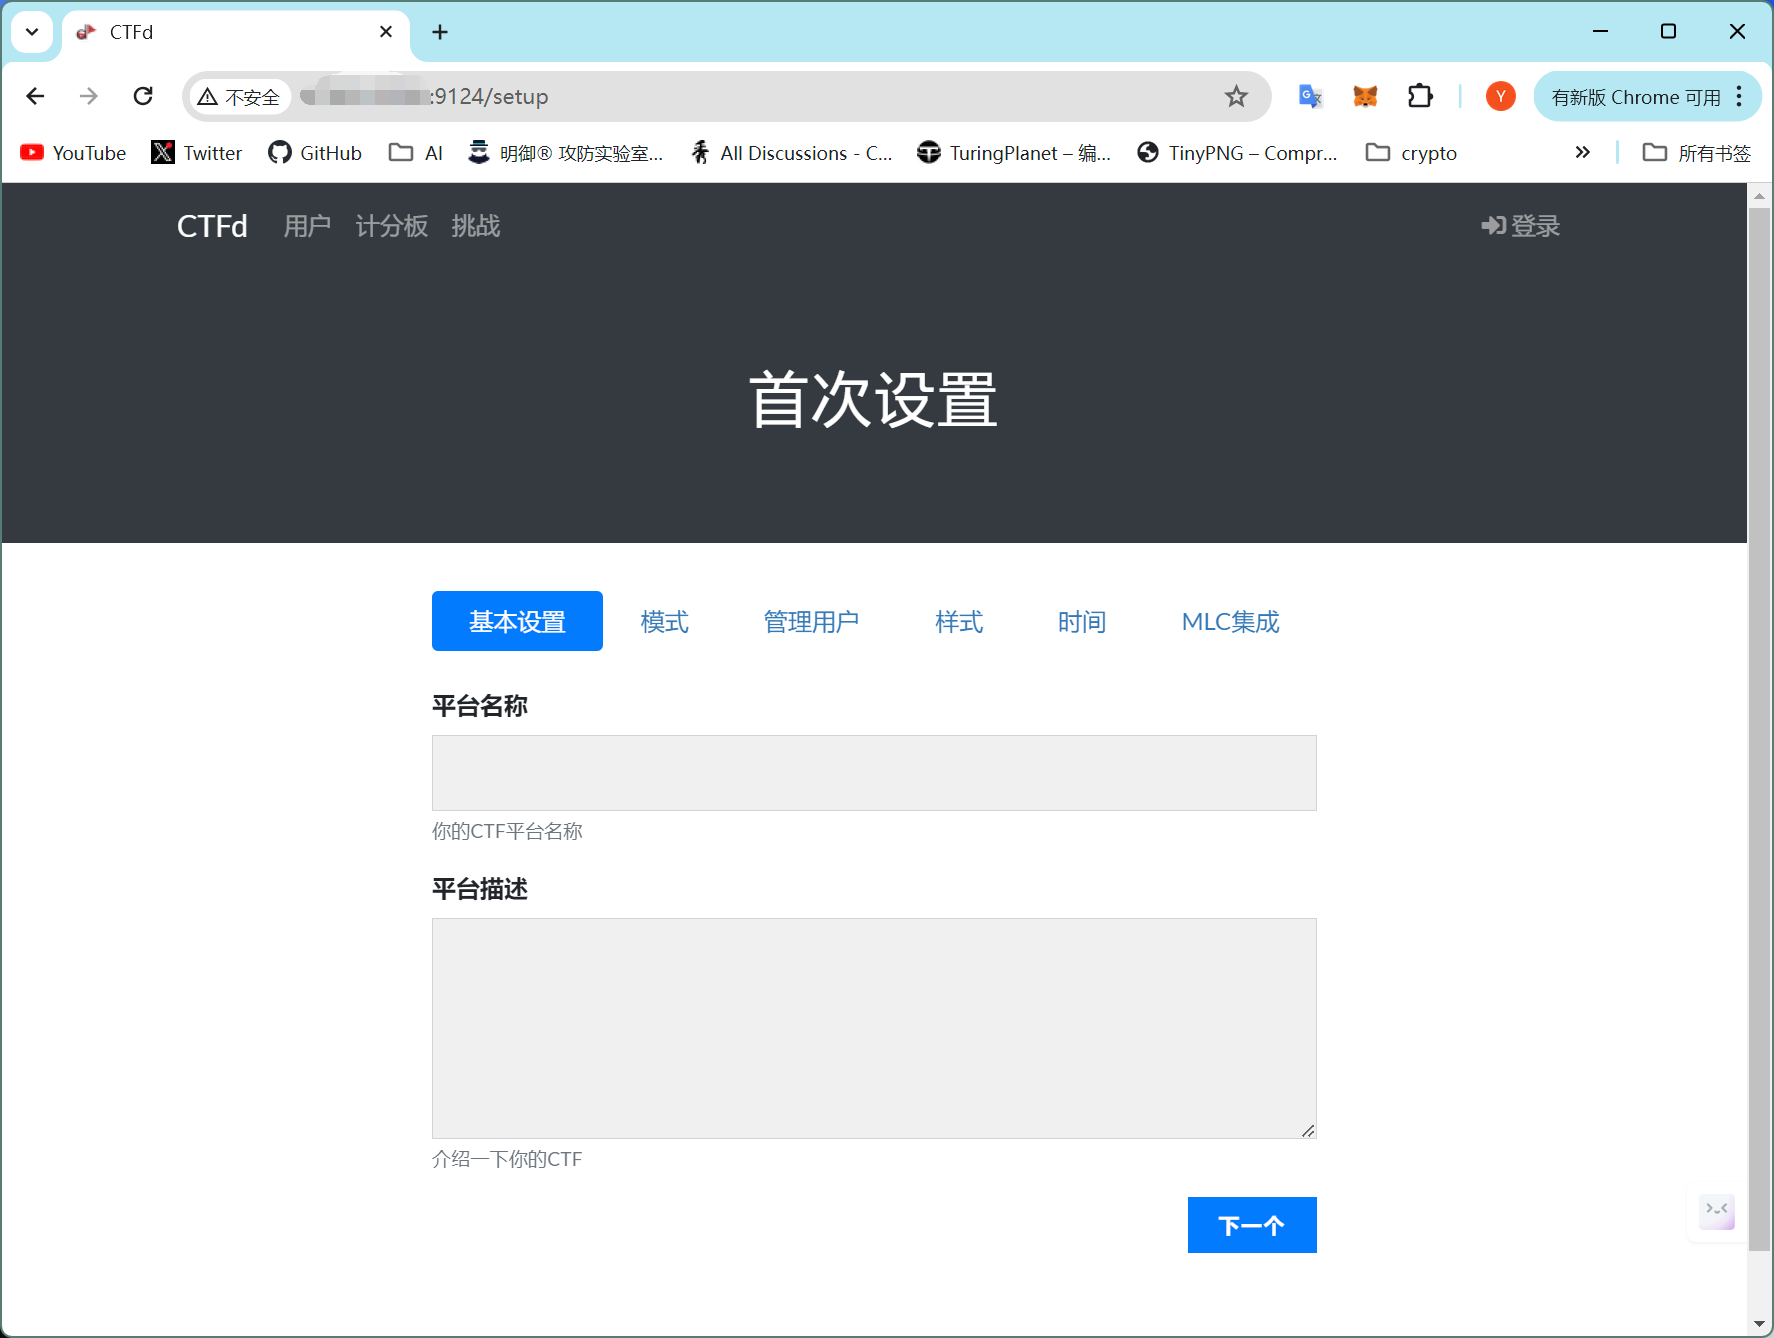 CTFd
不安全 :9124/setup
Y
有新版 Chrome 可用
YouTube Twitter GitHub AI 明御® 攻防实验室... All Discussions - C... TuringPlanet – 编... TinyPNG – Compr... crypto 所有书签
CTFd 用户 计分板 挑战 登录
首次设置
基本设置 模式 管理用户 样式 时间 MLC集成
平台名称
你的CTF平台名称
平台描述
介绍一下你的CTF
下一个